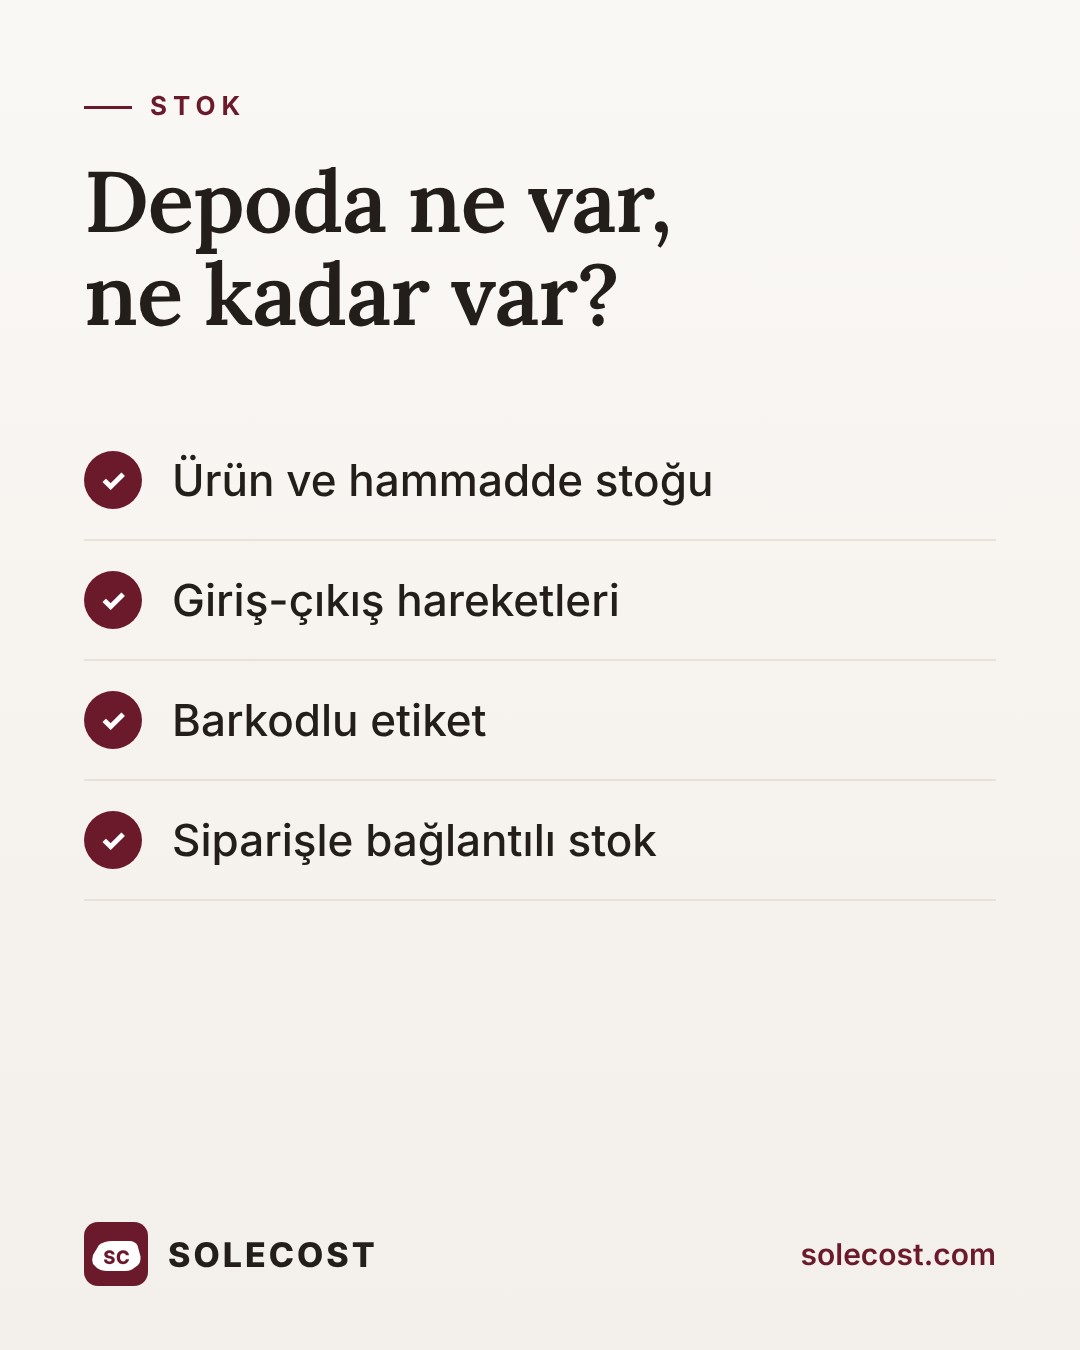 STOK
Depoda ne var,
ne kadar var?
Ürün ve hammadde stoğu
Giriş-çıkış hareketleri
Barkodlu etiket
Siparişle bağlantılı stok
SC SOLECOST
solecost.com